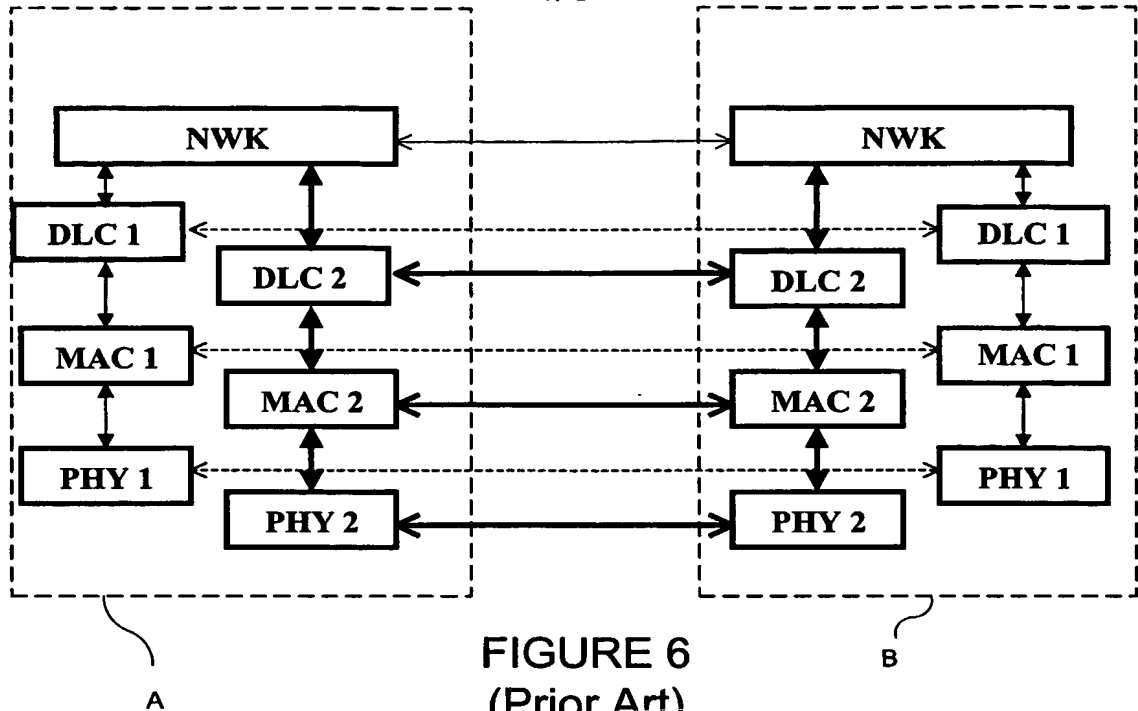 NWK NWK
DLC 1 DLC 1
DLC 2 DLC 2
MAC 1 MAC 1
MAC 2 MAC 2
PHY 1 PHY 1
PHY 2 PHY 2
FIGURE 6
(Prior Art)
A
B